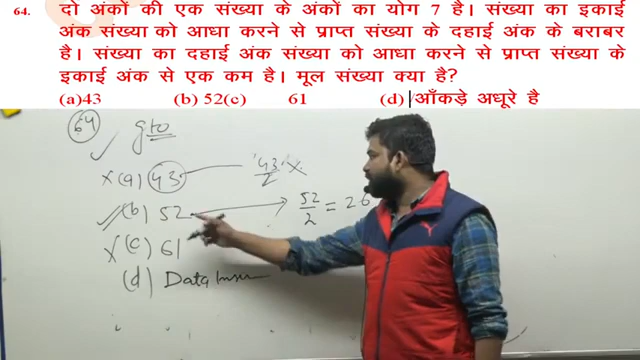 64. दो अंकों की एक संख्या के अंकों का योग 7 है। संख्या का इकाई
अंक संख्या को आधा करने से प्राप्त संख्या के दहाई अंक के बराबर
है। संख्या का दहाई अंक संख्या को आधा करने से प्राप्त संख्या के
इकाई अंक से एक कम है। मूल संख्या क्या है?
(a)43 (b) 52(c) 61 (d) आँकड़े अधूरे है
64
(a) 43 43/2
(b) 52 52/2 = 26
(c) 61
(d) Data